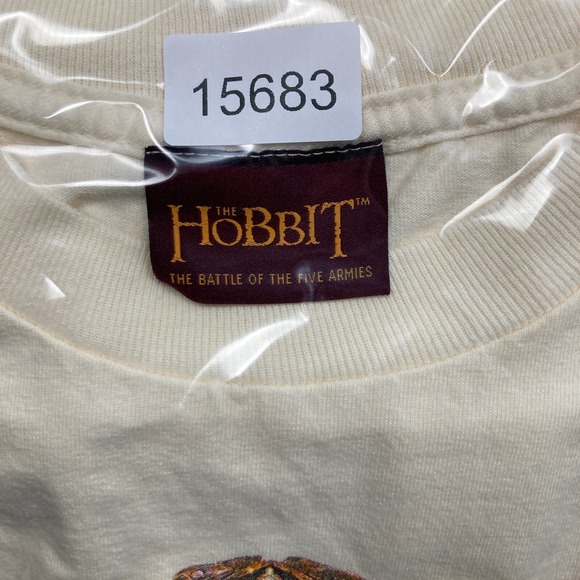 15683
THE
HOBBIT™
THE BATTLE OF THE FIVE ARMIES